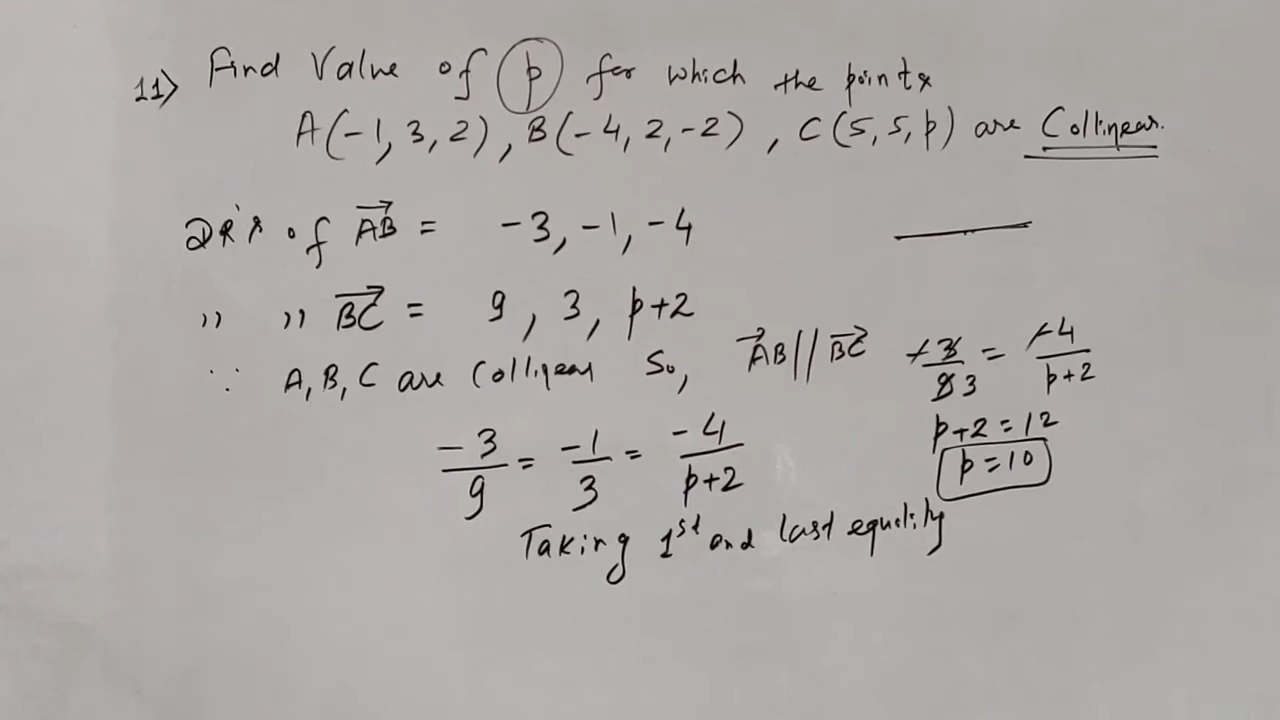 11> Find Value of p for which the points
A(-1, 3, 2), B(-4, 2, -2), C(5, 5, p) are Collinear.
DR's of AB = -3, -1, -4
" " BC = 9, 3, p+2
∵ A, B, C are Collinear So, AB || BC
-3/9 = -1/3 = -4/p+2
Taking 1st and last equality
-3/9 3 = -4/p+2
p+2 = 12
p = 10